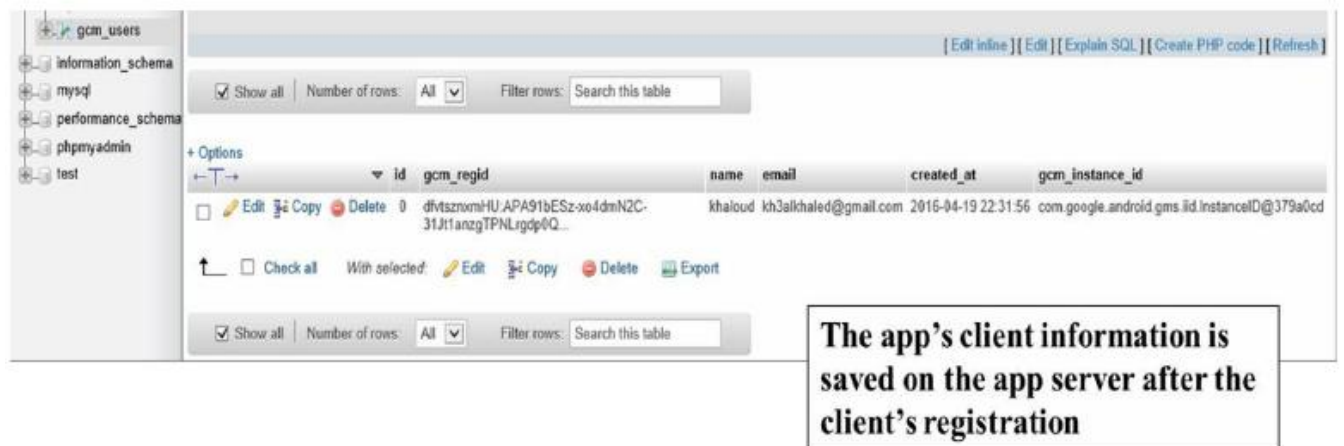 gcm_users
information_schema
mysql
performance_schema
phpmyadmin
test
[ Edit inline ] [ Edit ] [ Explain SQL ] [ Create PHP code ] [ Refresh ]
Show all Number of rows: All Filter rows: Search this table
+ Options
←T→ id gcm_regid name email created_at gcm_instance_id
Edit Copy Delete 0 dfvtsznxmHU:APA91bESz-xo4dmN2C- khaloud kh3alkhaled@gmail.com 2016-04-19 22:31:56 com.google.android.gms.iid.InstanceID@379a0cd
31Jt1anzgTPNLrgdp0Q...
Check all With selected: Edit Copy Delete Export
Show all Number of rows: All Filter rows: Search this table
The app's client information is
saved on the app server after the
client's registration